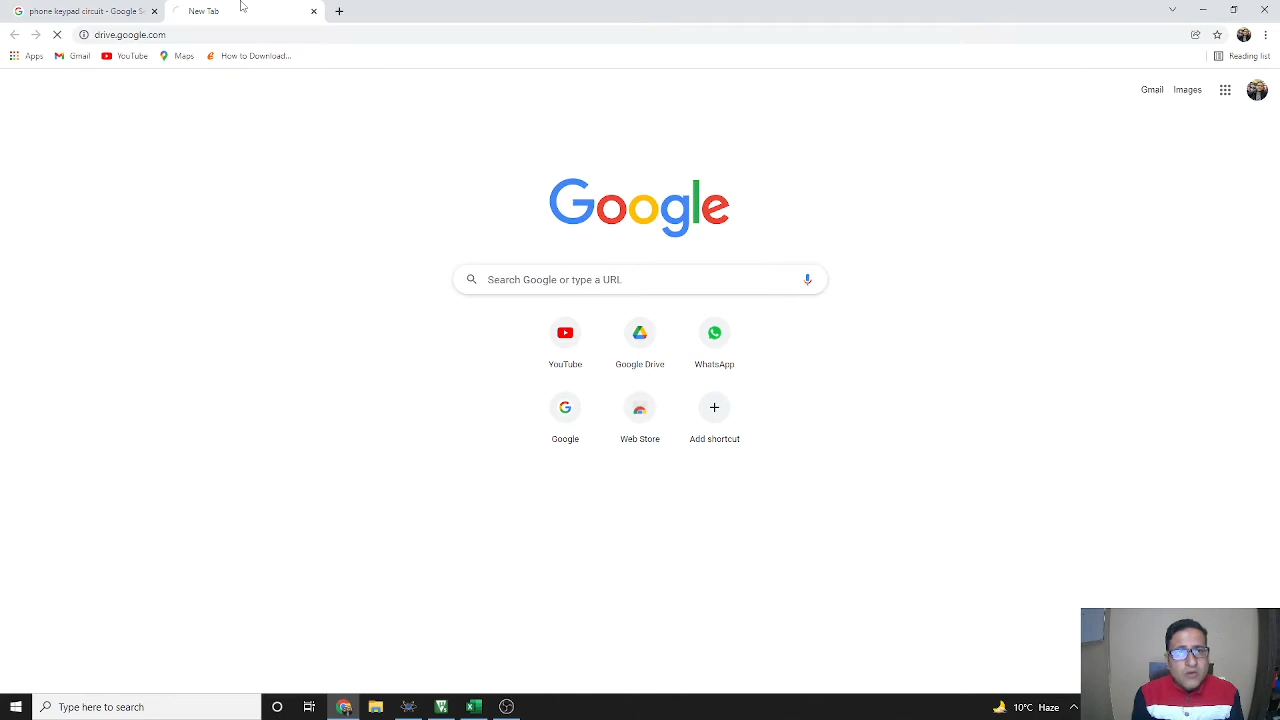 phone keypad circuit - Google S
New Tab
drive.google.com
Apps
Gmail
YouTube
Maps
How to Download...
Reading list
Gmail
Images
Google
Search Google or type a URL
YouTube
Google Drive
WhatsApp
Google
Web Store
Add shortcut
Type here to search
10°C Haze